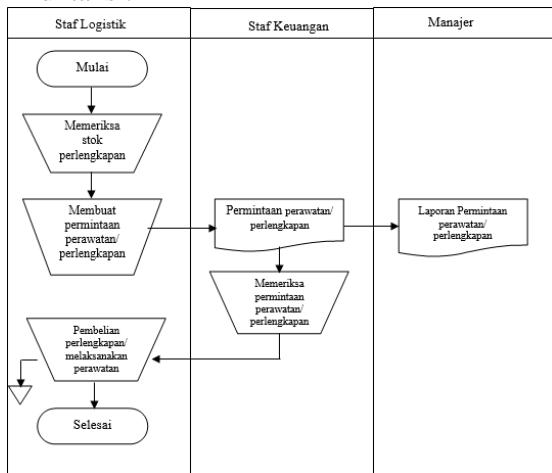 Staf Logistik
Staf Keuangan
Manajer
Mulai
Memeriksa
stok
perlengkapan
Membuat
permintaan
perawatan/
perlengkapan
Permintaan perawatan/
perlengkapan
Laporan Permintaan
perawatan/
perlengkapan
Memeriksa
permintaan
perawatan/
perlengkapan
Pembelian
perlengkapan/
melaksanakan
perawatan
Selesai